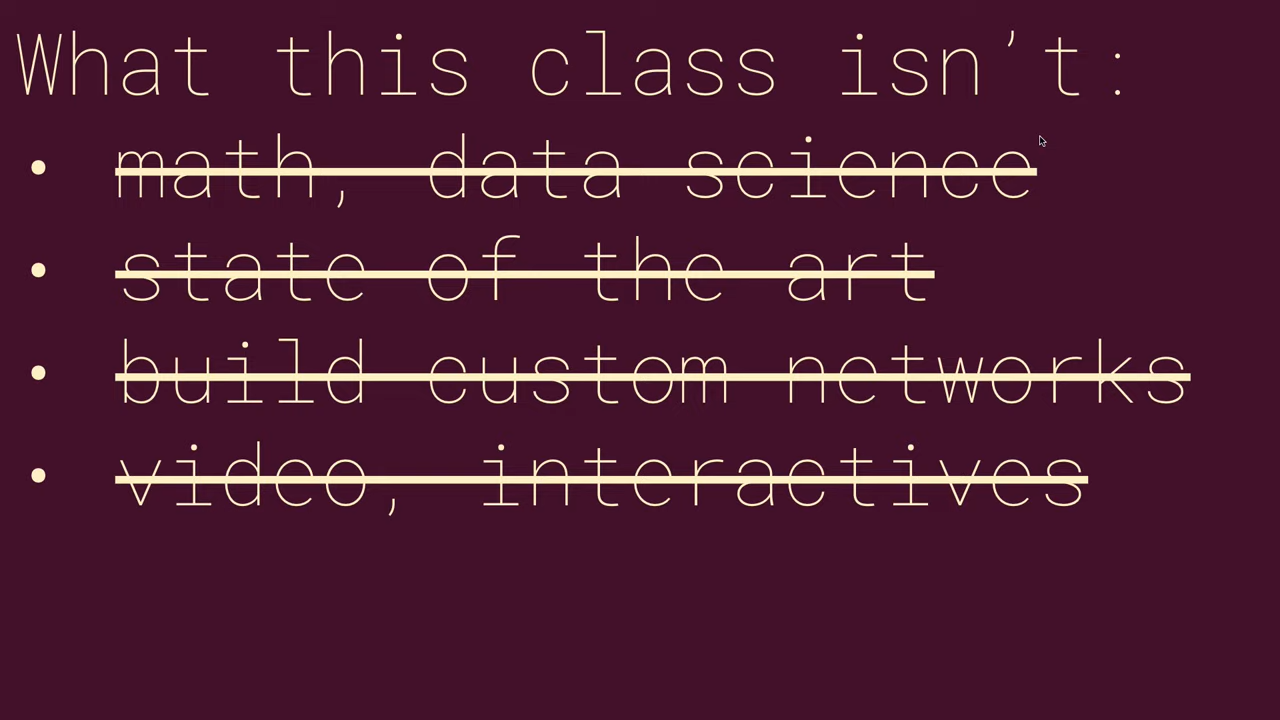 What this class isn't:
• math, data science
• state of the art
• build custom networks
• video, interactives